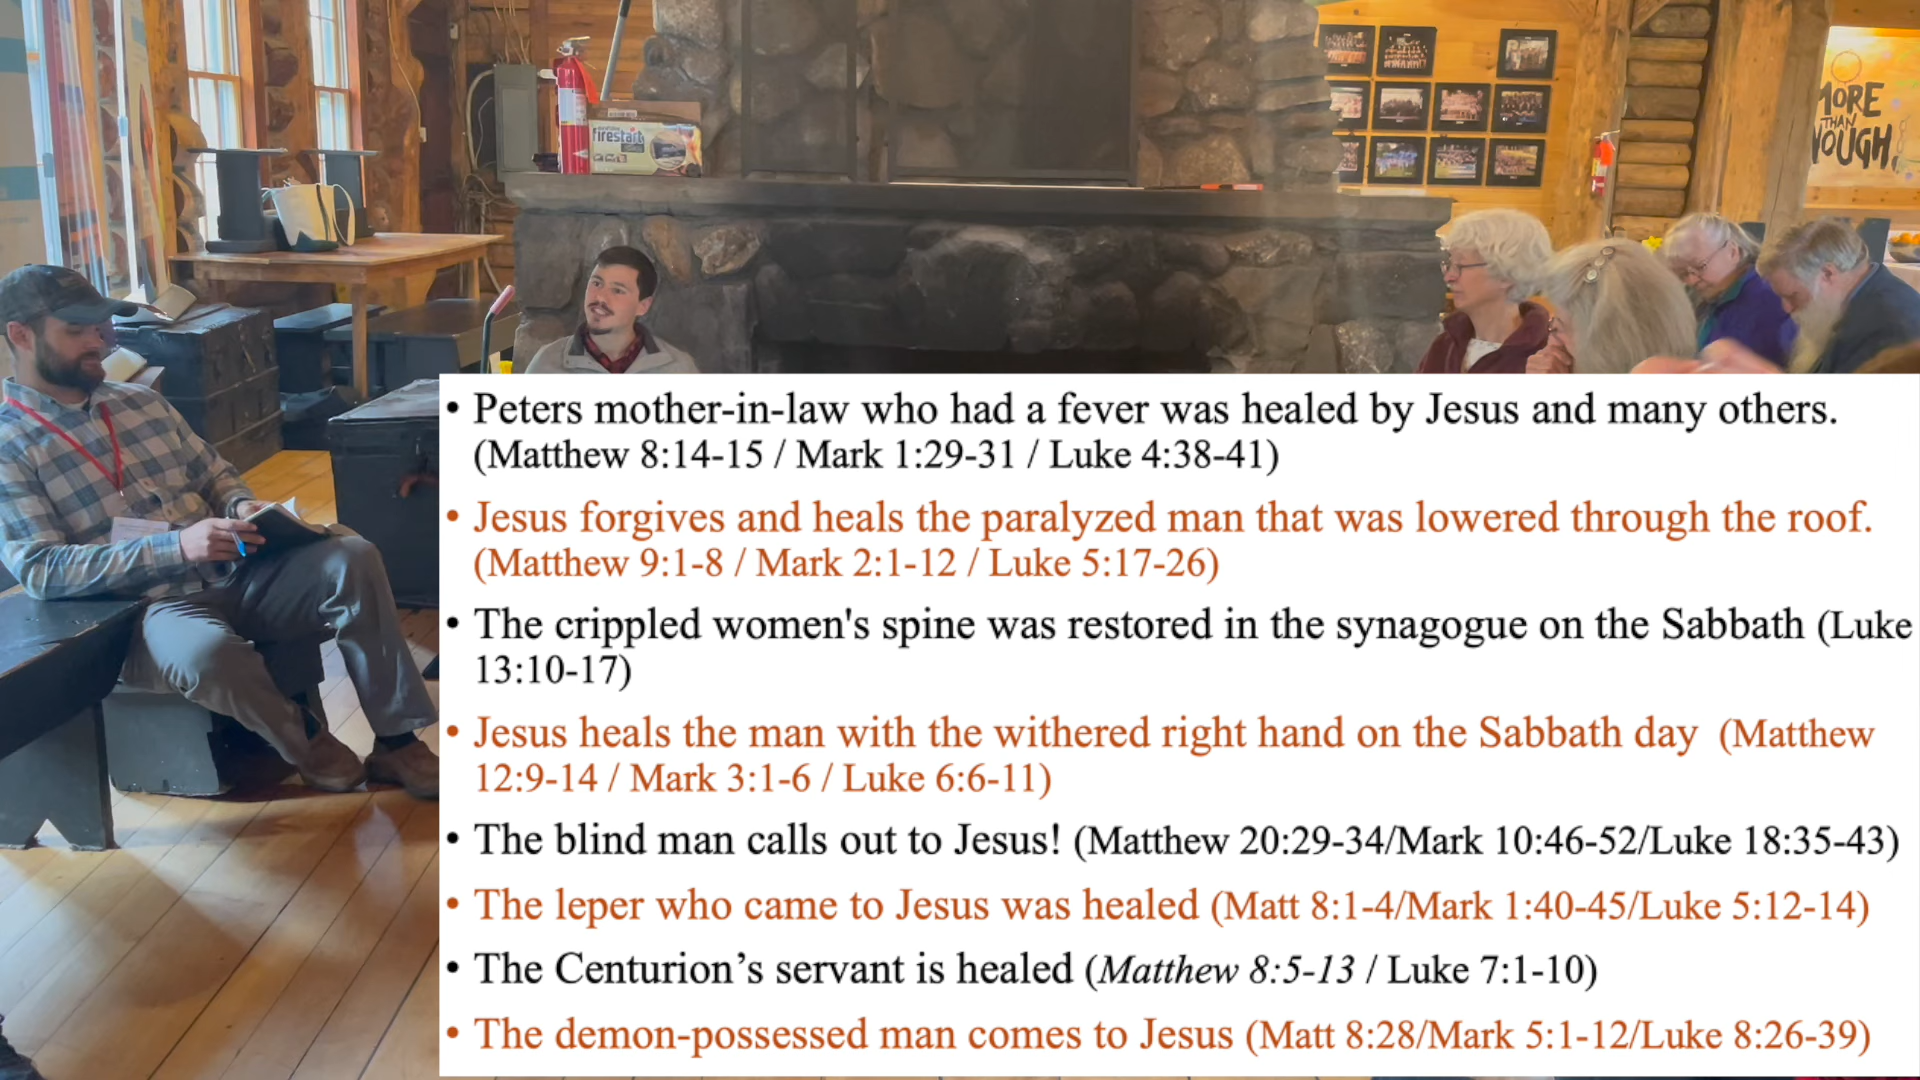 firestart
MORE
THAN
NOUGH
• Peters mother-in-law who had a fever was healed by Jesus and many others.
(Matthew 8:14-15 / Mark 1:29-31 / Luke 4:38-41)
• Jesus forgives and heals the paralyzed man that was lowered through the roof.
(Matthew 9:1-8 / Mark 2:1-12 / Luke 5:17-26)
• The crippled women's spine was restored in the synagogue on the Sabbath (Luke
13:10-17)
• Jesus heals the man with the withered right hand on the Sabbath day (Matthew
12:9-14 / Mark 3:1-6 / Luke 6:6-11)
• The blind man calls out to Jesus! (Matthew 20:29-34/Mark 10:46-52/Luke 18:35-43)
• The leper who came to Jesus was healed (Matt 8:1-4/Mark 1:40-45/Luke 5:12-14)
• The Centurion’s servant is healed (Matthew 8:5-13 / Luke 7:1-10)
• The demon-possessed man comes to Jesus (Matt 8:28/Mark 5:1-12/Luke 8:26-39)